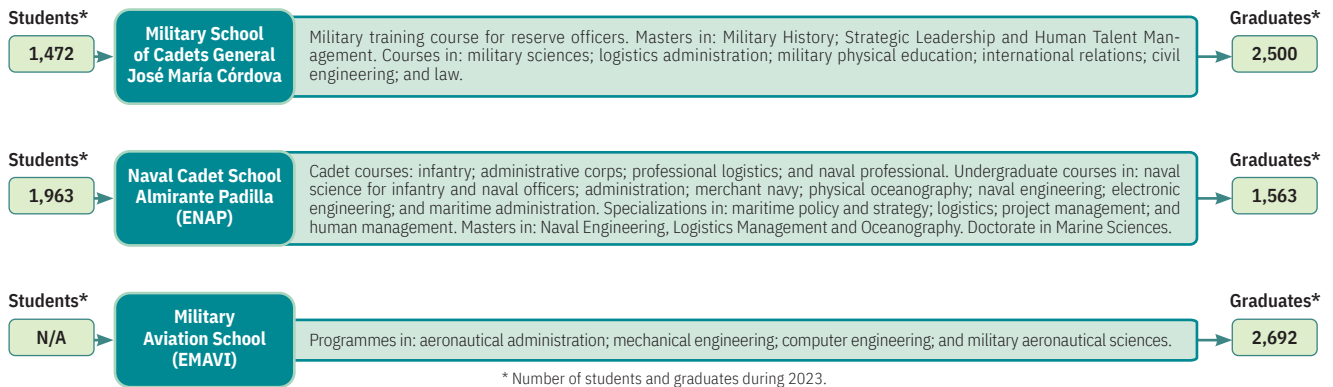 Students*
1,472
Military School
of Cadets General
José María Córdova
Military training course for reserve officers. Masters in: Military History; Strategic Leadership and Human Talent Man-
agement. Courses in: military sciences; logistics administration; military physical education; international relations; civil
engineering; and law.
Graduates*
2,500
Students*
1,963
Naval Cadet School
Almirante Padilla
(ENAP)
Cadet courses: infantry; administrative corps; professional logistics; and naval professional. Undergraduate courses in: naval
science for infantry and naval officers; administration; merchant navy; physical oceanography; naval engineering; electronic
engineering; and maritime administration. Specializations in: maritime policy and strategy; logistics; project management; and
human management. Masters in: Naval Engineering, Logistics Management and Oceanography. Doctorate in Marine Sciences.
Graduates*
1,563
Students*
N/A
Military
Aviation School
(EMAVI)
Programmes in: aeronautical administration; mechanical engineering; computer engineering; and military aeronautical sciences.
Graduates*
2,692
* Number of students and graduates during 2023.